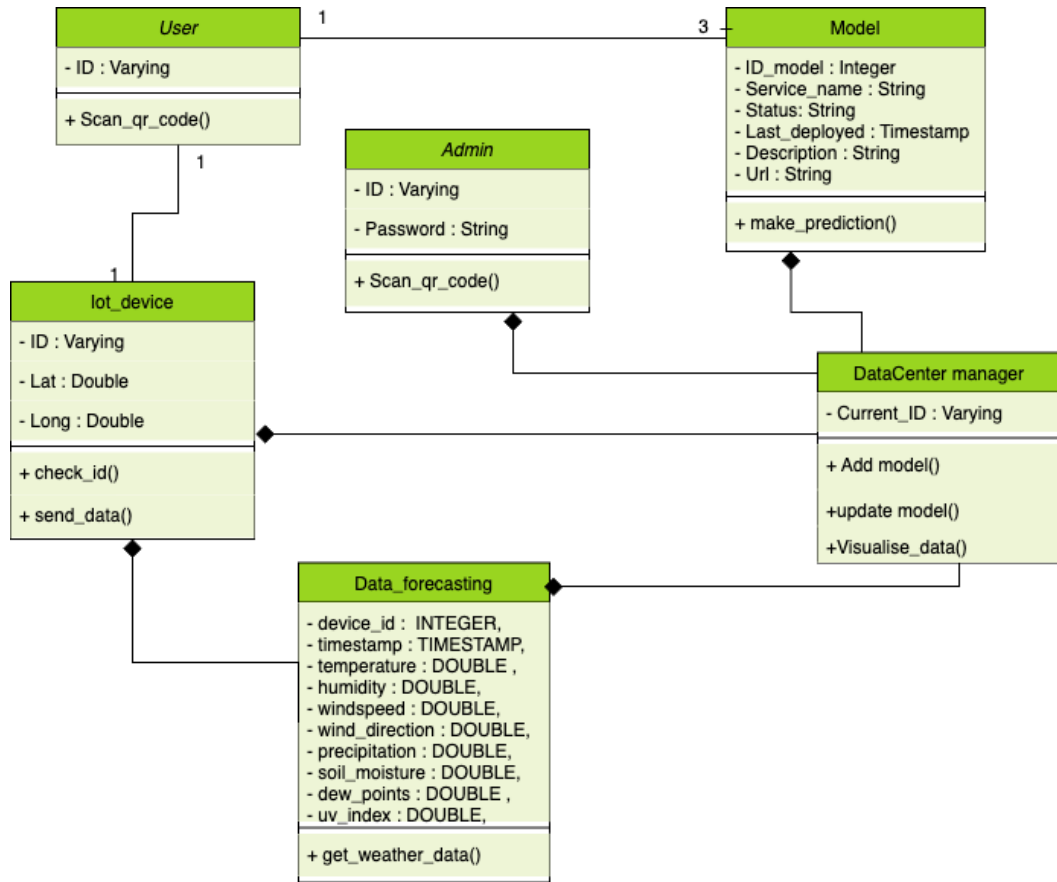 User
- ID : Varying
+ Scan_qr_code()
1
3
Model
- ID_model : Integer
- Service_name : String
- Status: String
- Last_deployed : Timestamp
- Description : String
- Url : String
+ make_prediction()
Admin
- ID : Varying
- Password : String
+ Scan_qr_code()
1
1
Iot_device
- ID : Varying
- Lat : Double
- Long : Double
+ check_id()
+ send_data()
DataCenter manager
- Current_ID : Varying
+ Add model()
+update model()
+Visualise_data()
Data_forecasting
- device_id : INTEGER,
- timestamp : TIMESTAMP,
- temperature : DOUBLE ,
- humidity : DOUBLE,
- windspeed : DOUBLE,
- wind_direction : DOUBLE,
- precipitation : DOUBLE,
- soil_moisture : DOUBLE,
- dew_points : DOUBLE ,
- uv_index : DOUBLE,
+ get_weather_data()